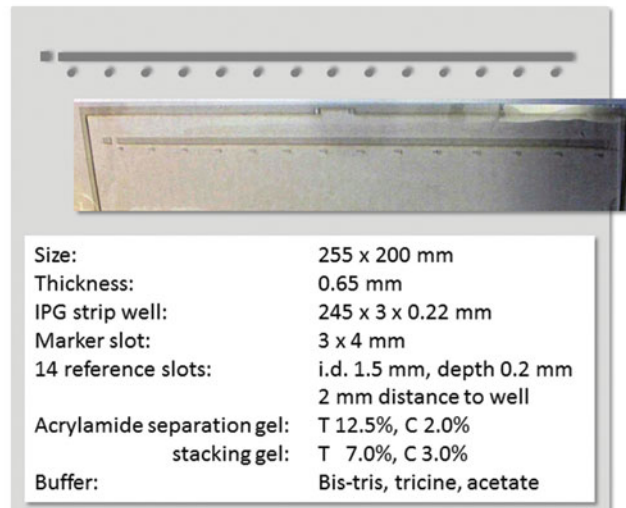 Size: 255 x 200 mm
Thickness: 0.65 mm
IPG strip well: 245 x 3 x 0.22 mm
Marker slot: 3 x 4 mm
14 reference slots: i.d. 1.5 mm, depth 0.2 mm
2 mm distance to well
Acrylamide separation gel: T 12.5%, C 2.0%
stacking gel: T 7.0%, C 3.0%
Buffer: Bis-tris, tricine, acetate